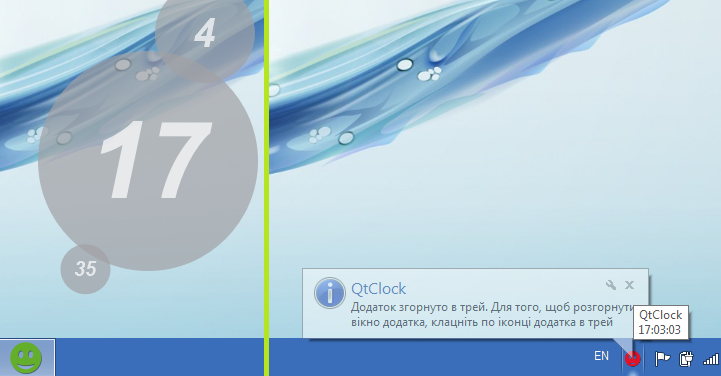 4
17
35
QtClock
Додаток згорнуто в трей. Для того, щоб розгорнути
вікно додатка, клацніть по іконці додатка в трей
QtClock
17:03:03
EN